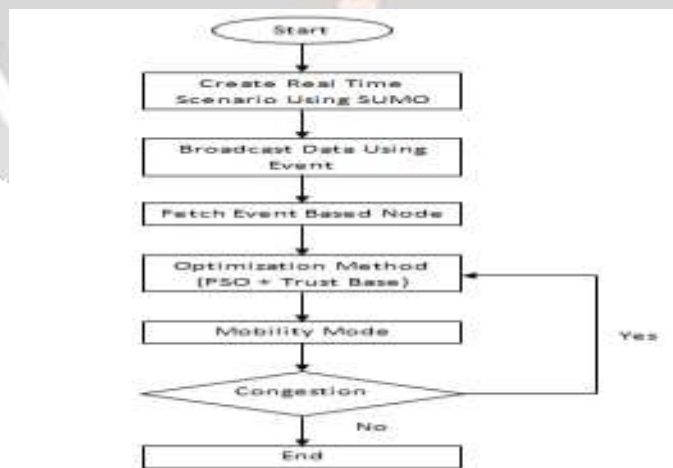 Start
Create Real Time
Scenario Using SUMO
Broadcast Data Using
Event
Fetch Event Based Node
Optimization Method
(PSO + Trust Base)
Mobility Mode
Yes
Congestion
No
End